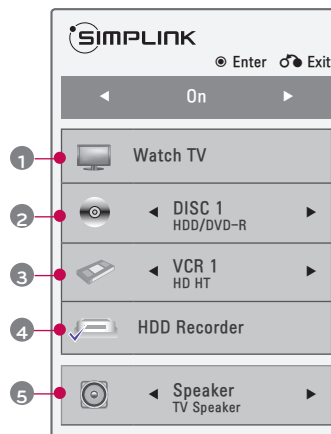 SIMPLINK
Enter Exit
On
1 Watch TV
2 DISC 1
HDD/DVD-R
3 VCR 1
HD HT
4 HDD Recorder
5 Speaker
TV Speaker